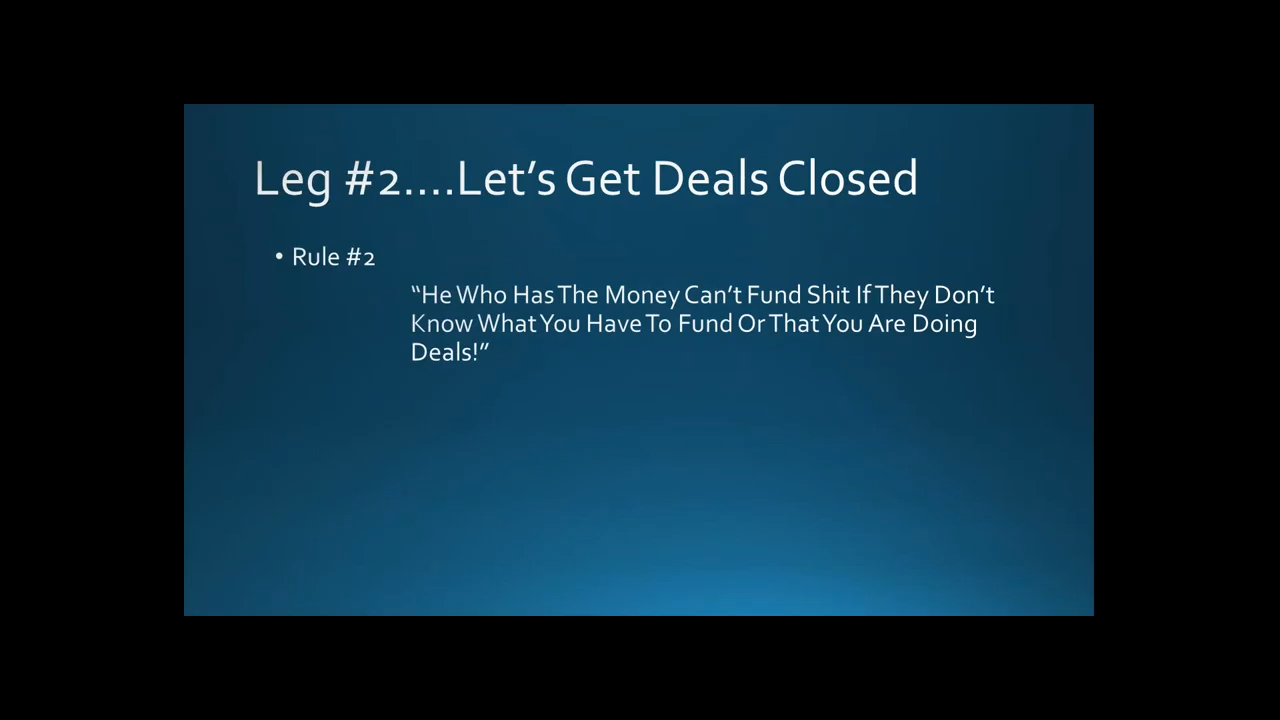 Leg #2....Let’s Get Deals Closed
• Rule #2
“He Who Has The Money Can’t Fund Shit If They Don’t
Know What You Have To Fund Or That You Are Doing
Deals!”